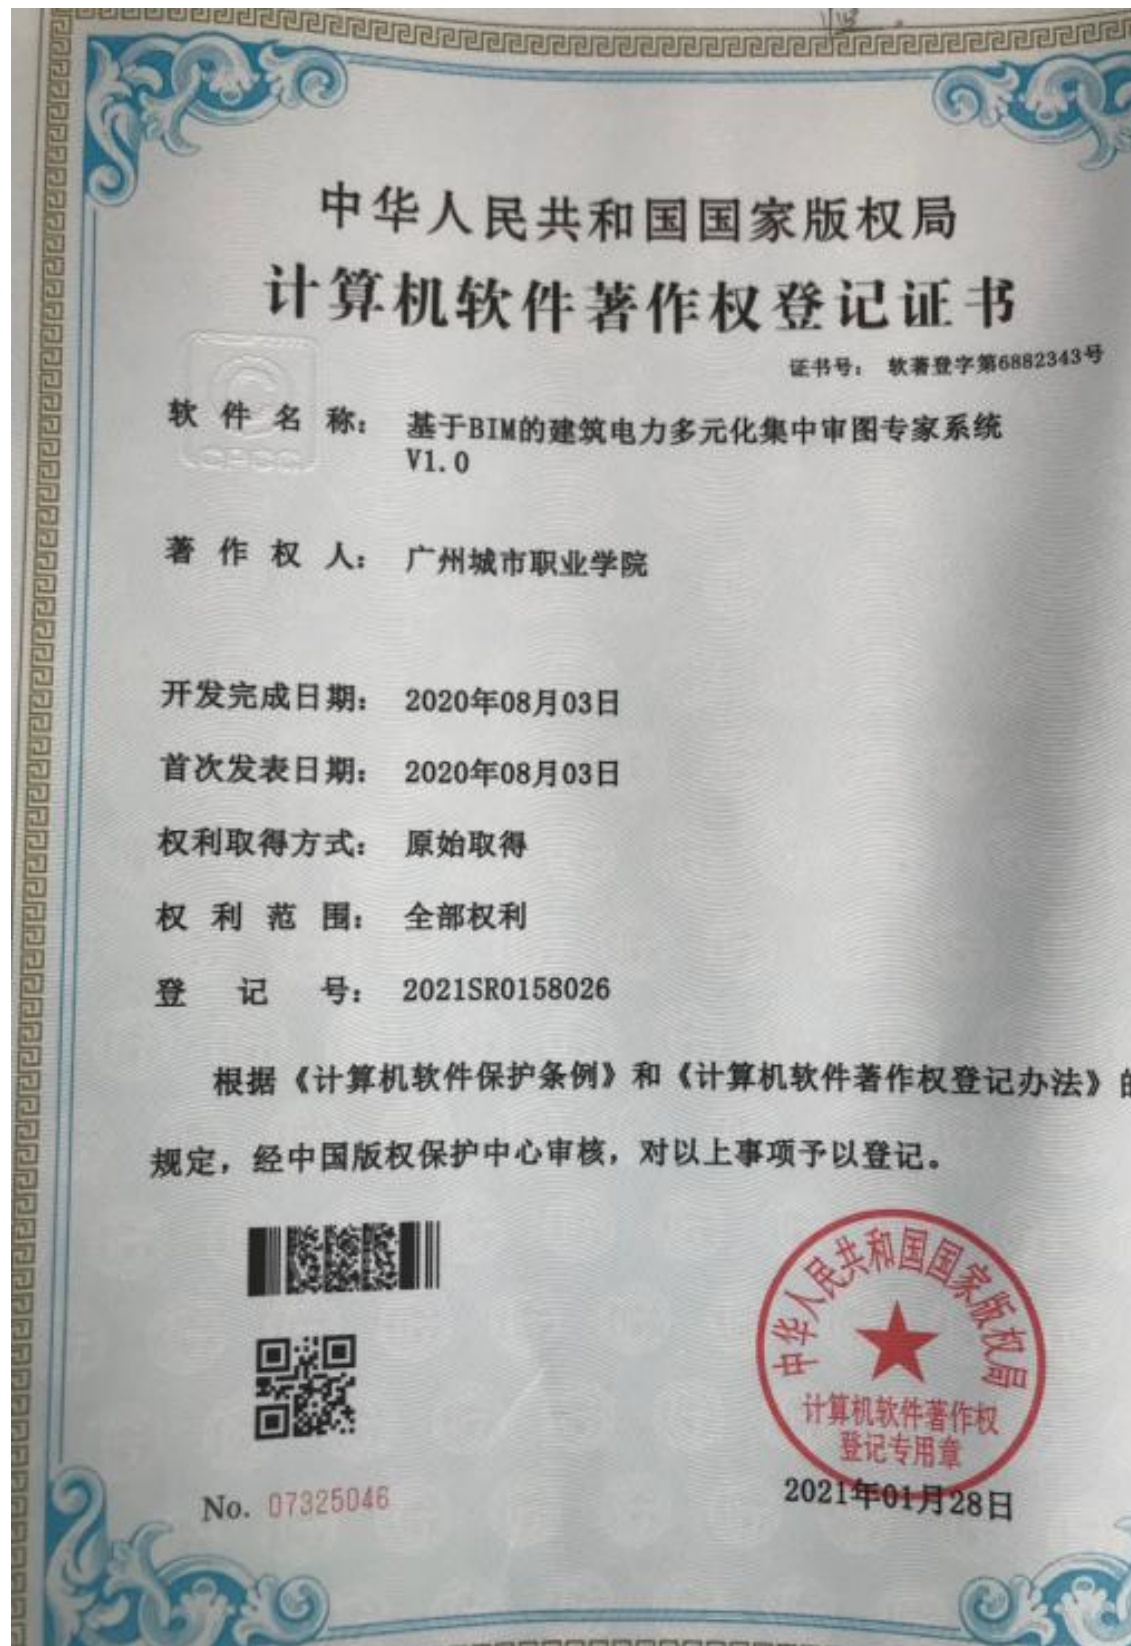 中华人民共和国国家版权局
计算机软件著作权登记证书
证书号： 软著登字第6882343号
软件名称： 基于BIM的建筑电力多元化集中审图专家系统
V1.0
CPCC
著作权人： 广州城市职业学院
开发完成日期： 2020年08月03日
首次发表日期： 2020年08月03日
权利取得方式： 原始取得
权利范围： 全部权利
登记号： 2021SR0158026
根据《计算机软件保护条例》和《计算机软件著作权登记办法》的
规定，经中国版权保护中心审核，对以上事项予以登记。
中华人民共和国国家版权局
计算机软件著作权
登记专用章
No. 07325046
2021年01月28日